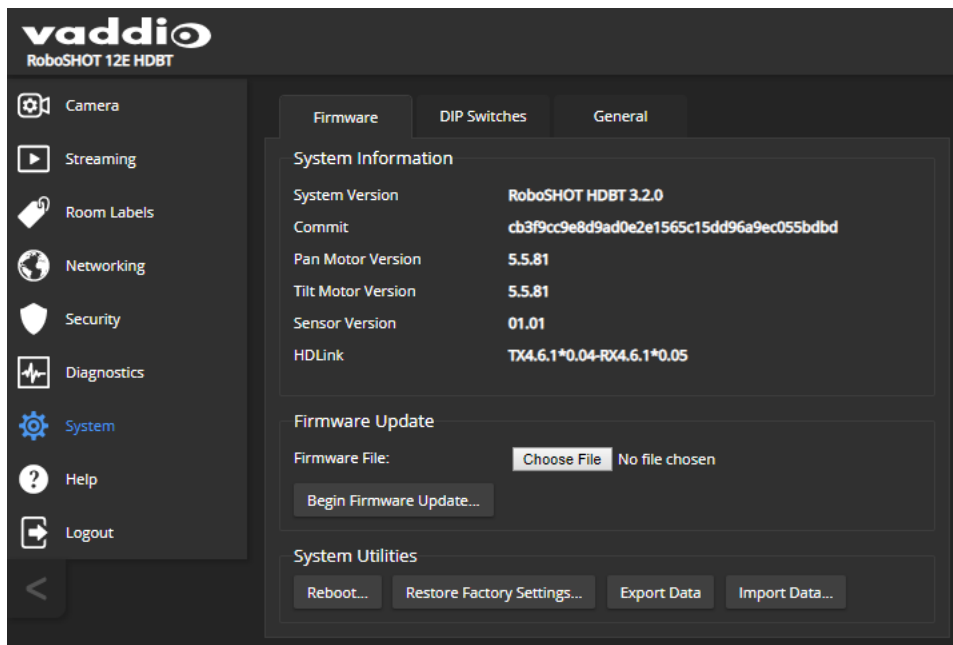 vaddio
RoboSHOT 12E HDBT
Camera
Streaming
Room Labels
Networking
Security
Diagnostics
System
Help
Logout
<
Firmware DIP Switches General
System Information
System Version RoboSHOT HDBT 3.2.0
Commit cb3f9cc9e8d9ad0e2e1565c15dd96a9ec055bdbd
Pan Motor Version 5.5.81
Tilt Motor Version 5.5.81
Sensor Version 01.01
HDLink TX4.6.1*0.04-RX4.6.1*0.05
Firmware Update
Firmware File: Choose File No file chosen
Begin Firmware Update...
System Utilities
Reboot... Restore Factory Settings... Export Data Import Data...